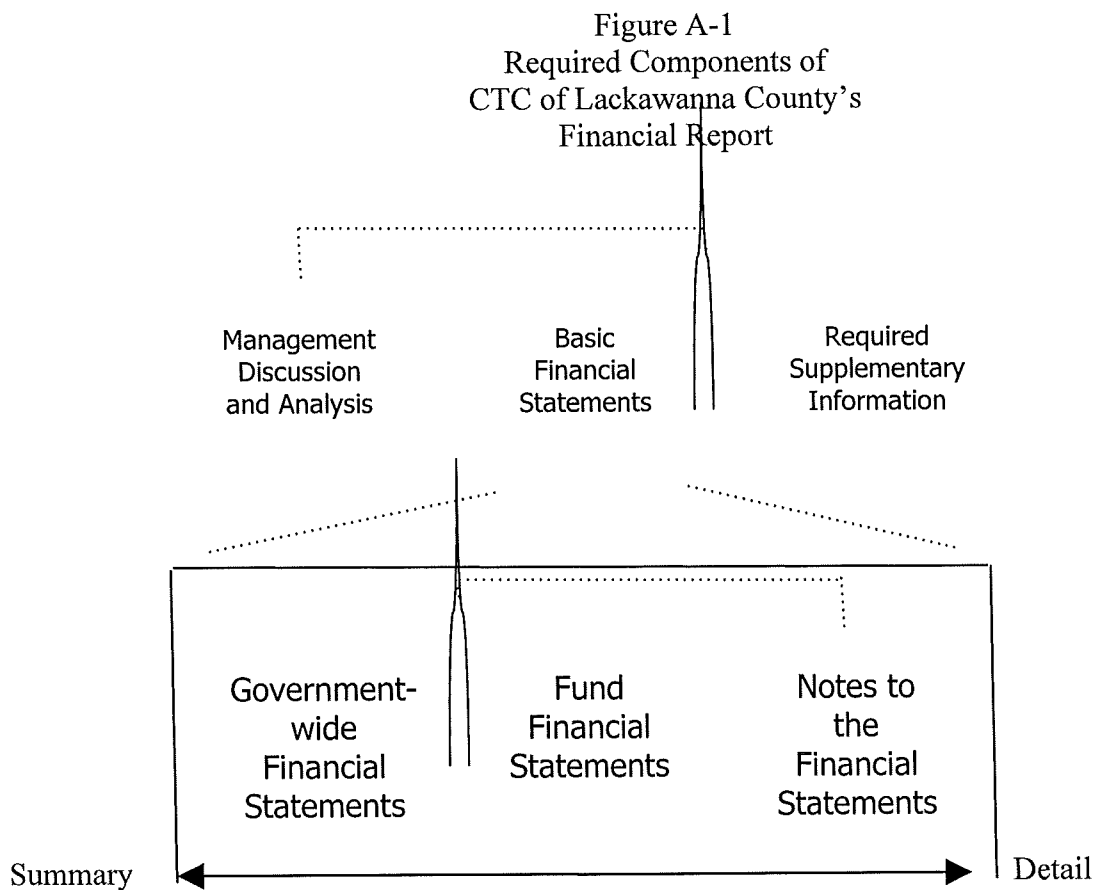 Figure A-1
Required Components of
CTC of Lackawanna County's
Financial Report
Management
Discussion
and Analysis
Basic
Financial
Statements
Required
Supplementary
Information
Government-
wide
Financial
Statements
Fund
Financial
Statements
Notes to
the
Financial
Statements
Summary
Detail